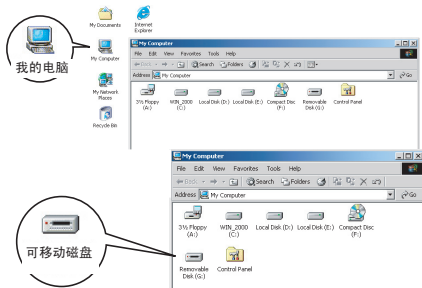 My Documents
Internet
Explorer
我的电脑
My Computer
My Network
Places
Recycle Bin
My Computer
File Edit View Favorites Tools Help
Back Search Folders
Address My Computer Go
3½ Floppy
(A:)
WIN_2000
(C:)
Local Disk (D:)
Local Disk (E:)
Compact Disc
(F:)
Removable
Disk (G:)
Control Panel
My Computer
File Edit View Favorites Tools Help
Back Search Folders
Address My Computer Go
3½ Floppy
(A:)
WIN_2000
(C:)
Local Disk (D:)
Local Disk (E:)
Compact Disc
(F:)
可移动磁盘
Removable
Disk (G:)
Control Panel